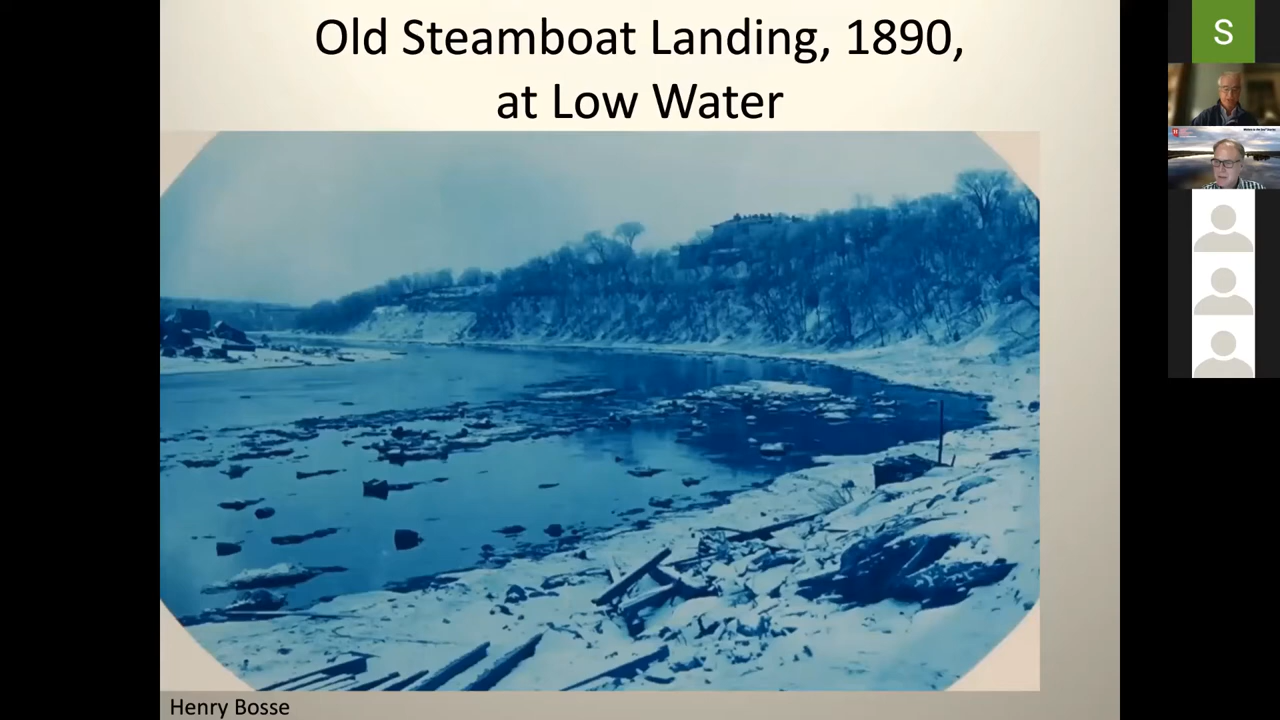 Old Steamboat Landing, 1890,
at Low Water
S
Henry Bosse